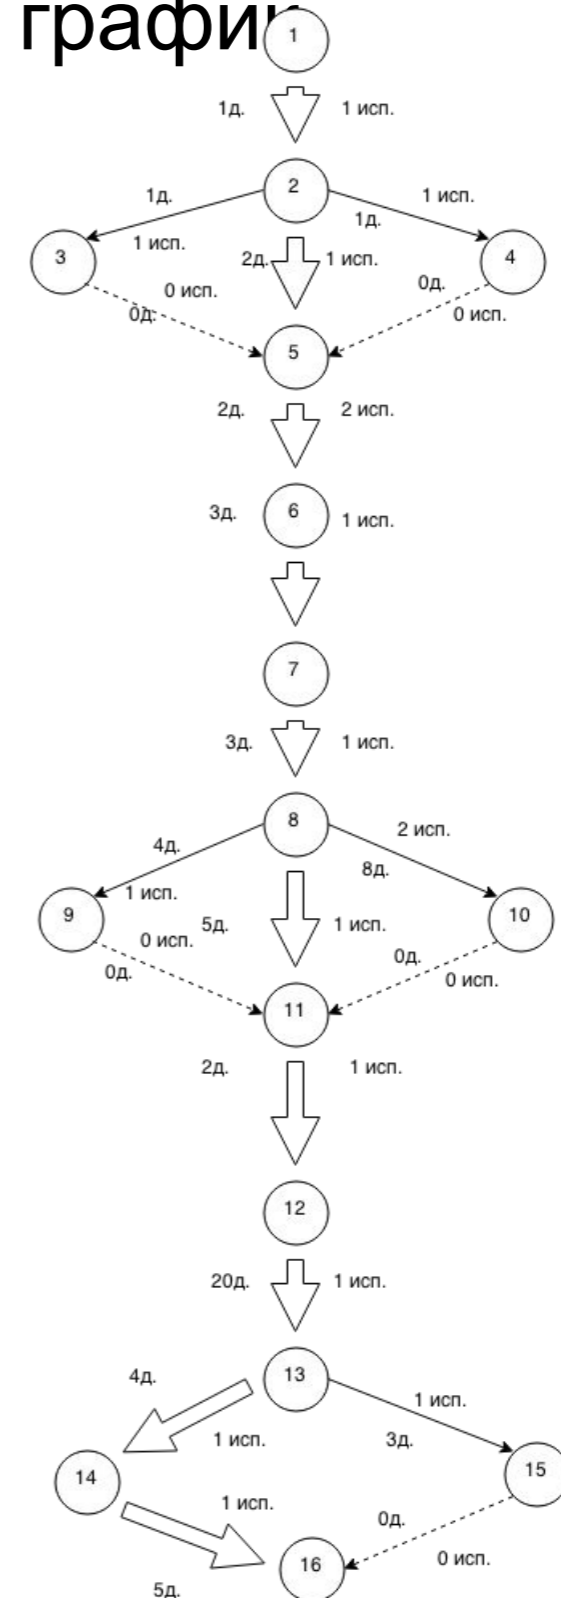 график
1
1д. 1 исп.
2
1д. 1 исп.
1д.
1 исп.
3 2д. 1 исп. 4
0 исп. 0д.
0д. 0 исп.
5
2д. 2 исп.
6
3д. 1 исп.
7
3д. 1 исп.
8
4д. 2 исп.
8д.
1 исп.
9 10
0 исп. 5д. 1 исп.
0д. 0д.
0 исп.
11
2д. 1 исп.
12
20д. 1 исп.
13
4д.
1 исп.
1 исп. 3д.
14 15
1 исп.
0д.
16 0 исп.
5д.